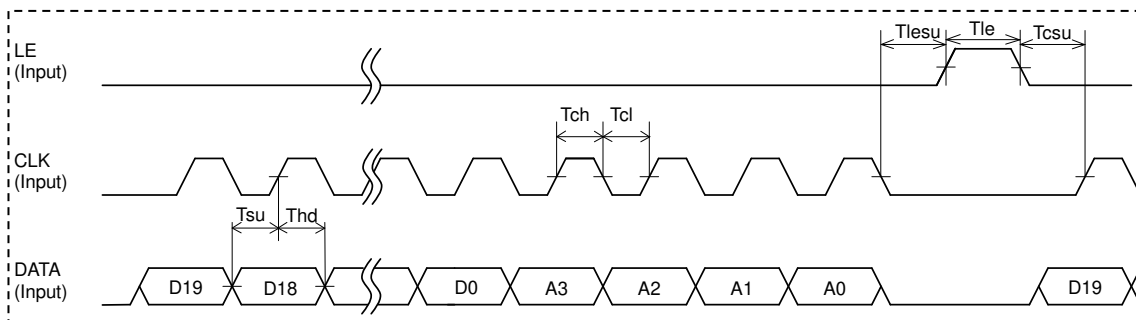 LE
(Input)
Tlesu Tle Tcsu
CLK
(Input)
Tch Tcl
Tsu Thd
DATA
(Input)
D19 D18 D0 A3 A2 A1 A0 D19